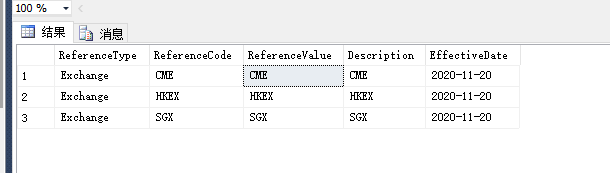 100 %
结果 消息
ReferenceType ReferenceCode ReferenceValue Description EffectiveDate
1 Exchange CME CME CME 2020-11-20
2 Exchange HKEX HKEX HKEX 2020-11-20
3 Exchange SGX SGX SGX 2020-11-20